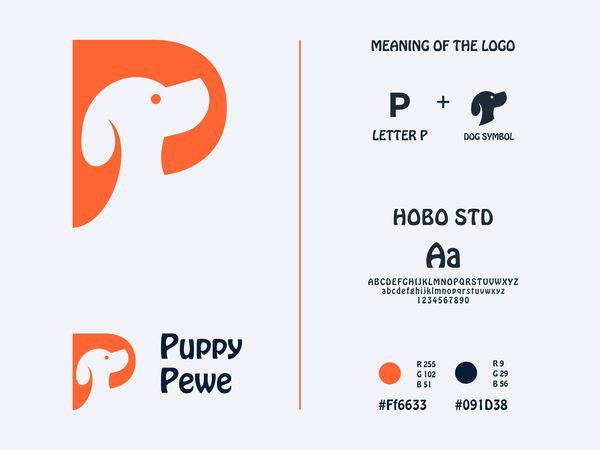 MEANING OF THE LOGO
P + 
LETTER P
DOG SYMBOL
HOBO STD
Aa
ABCDEFGHIJKLMNOPQRSTUVWXYZ
abcdefghijklmnopqrstuvwxyz
1234567890
Puppy
Pewe
R 255
G 102
B 51
#Ff6633
R 9
G 29
B 56
#091D38